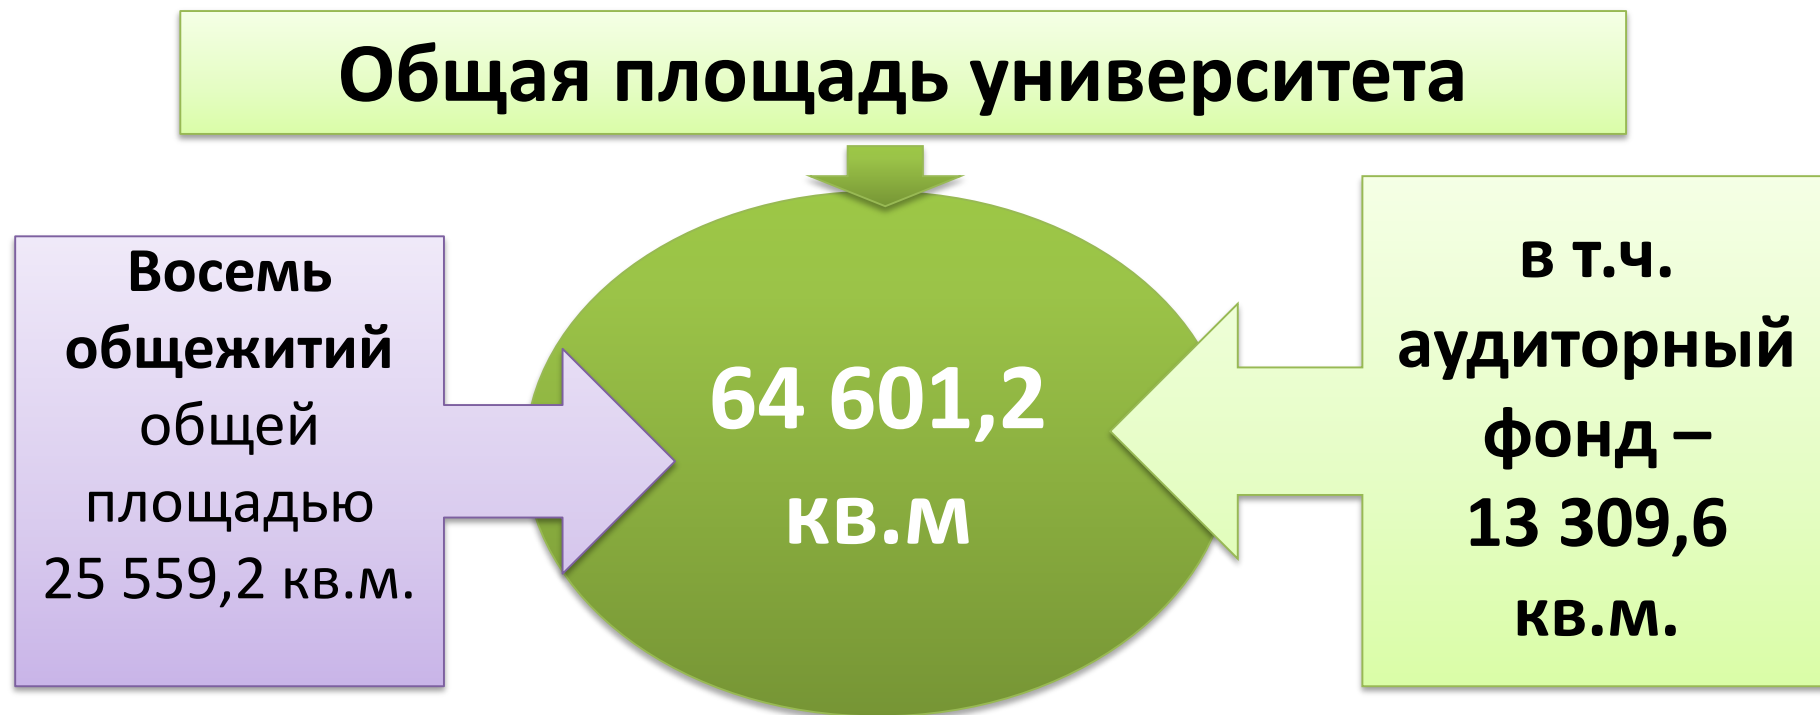 Общая площадь университета
Восемь
общежитий
общей
площадью
25 559,2 кв.м.
64 601,2
кв.м
в т.ч.
аудиторный
фонд –
13 309,6
кв.м.